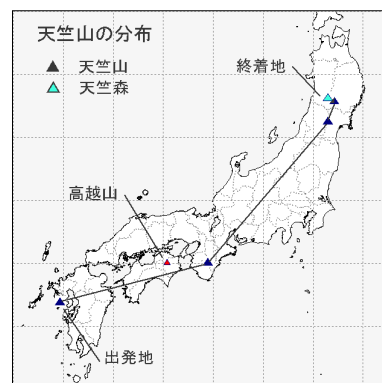 天竺山の分布
天竺山
天竺森
終着地
高越山
出発地